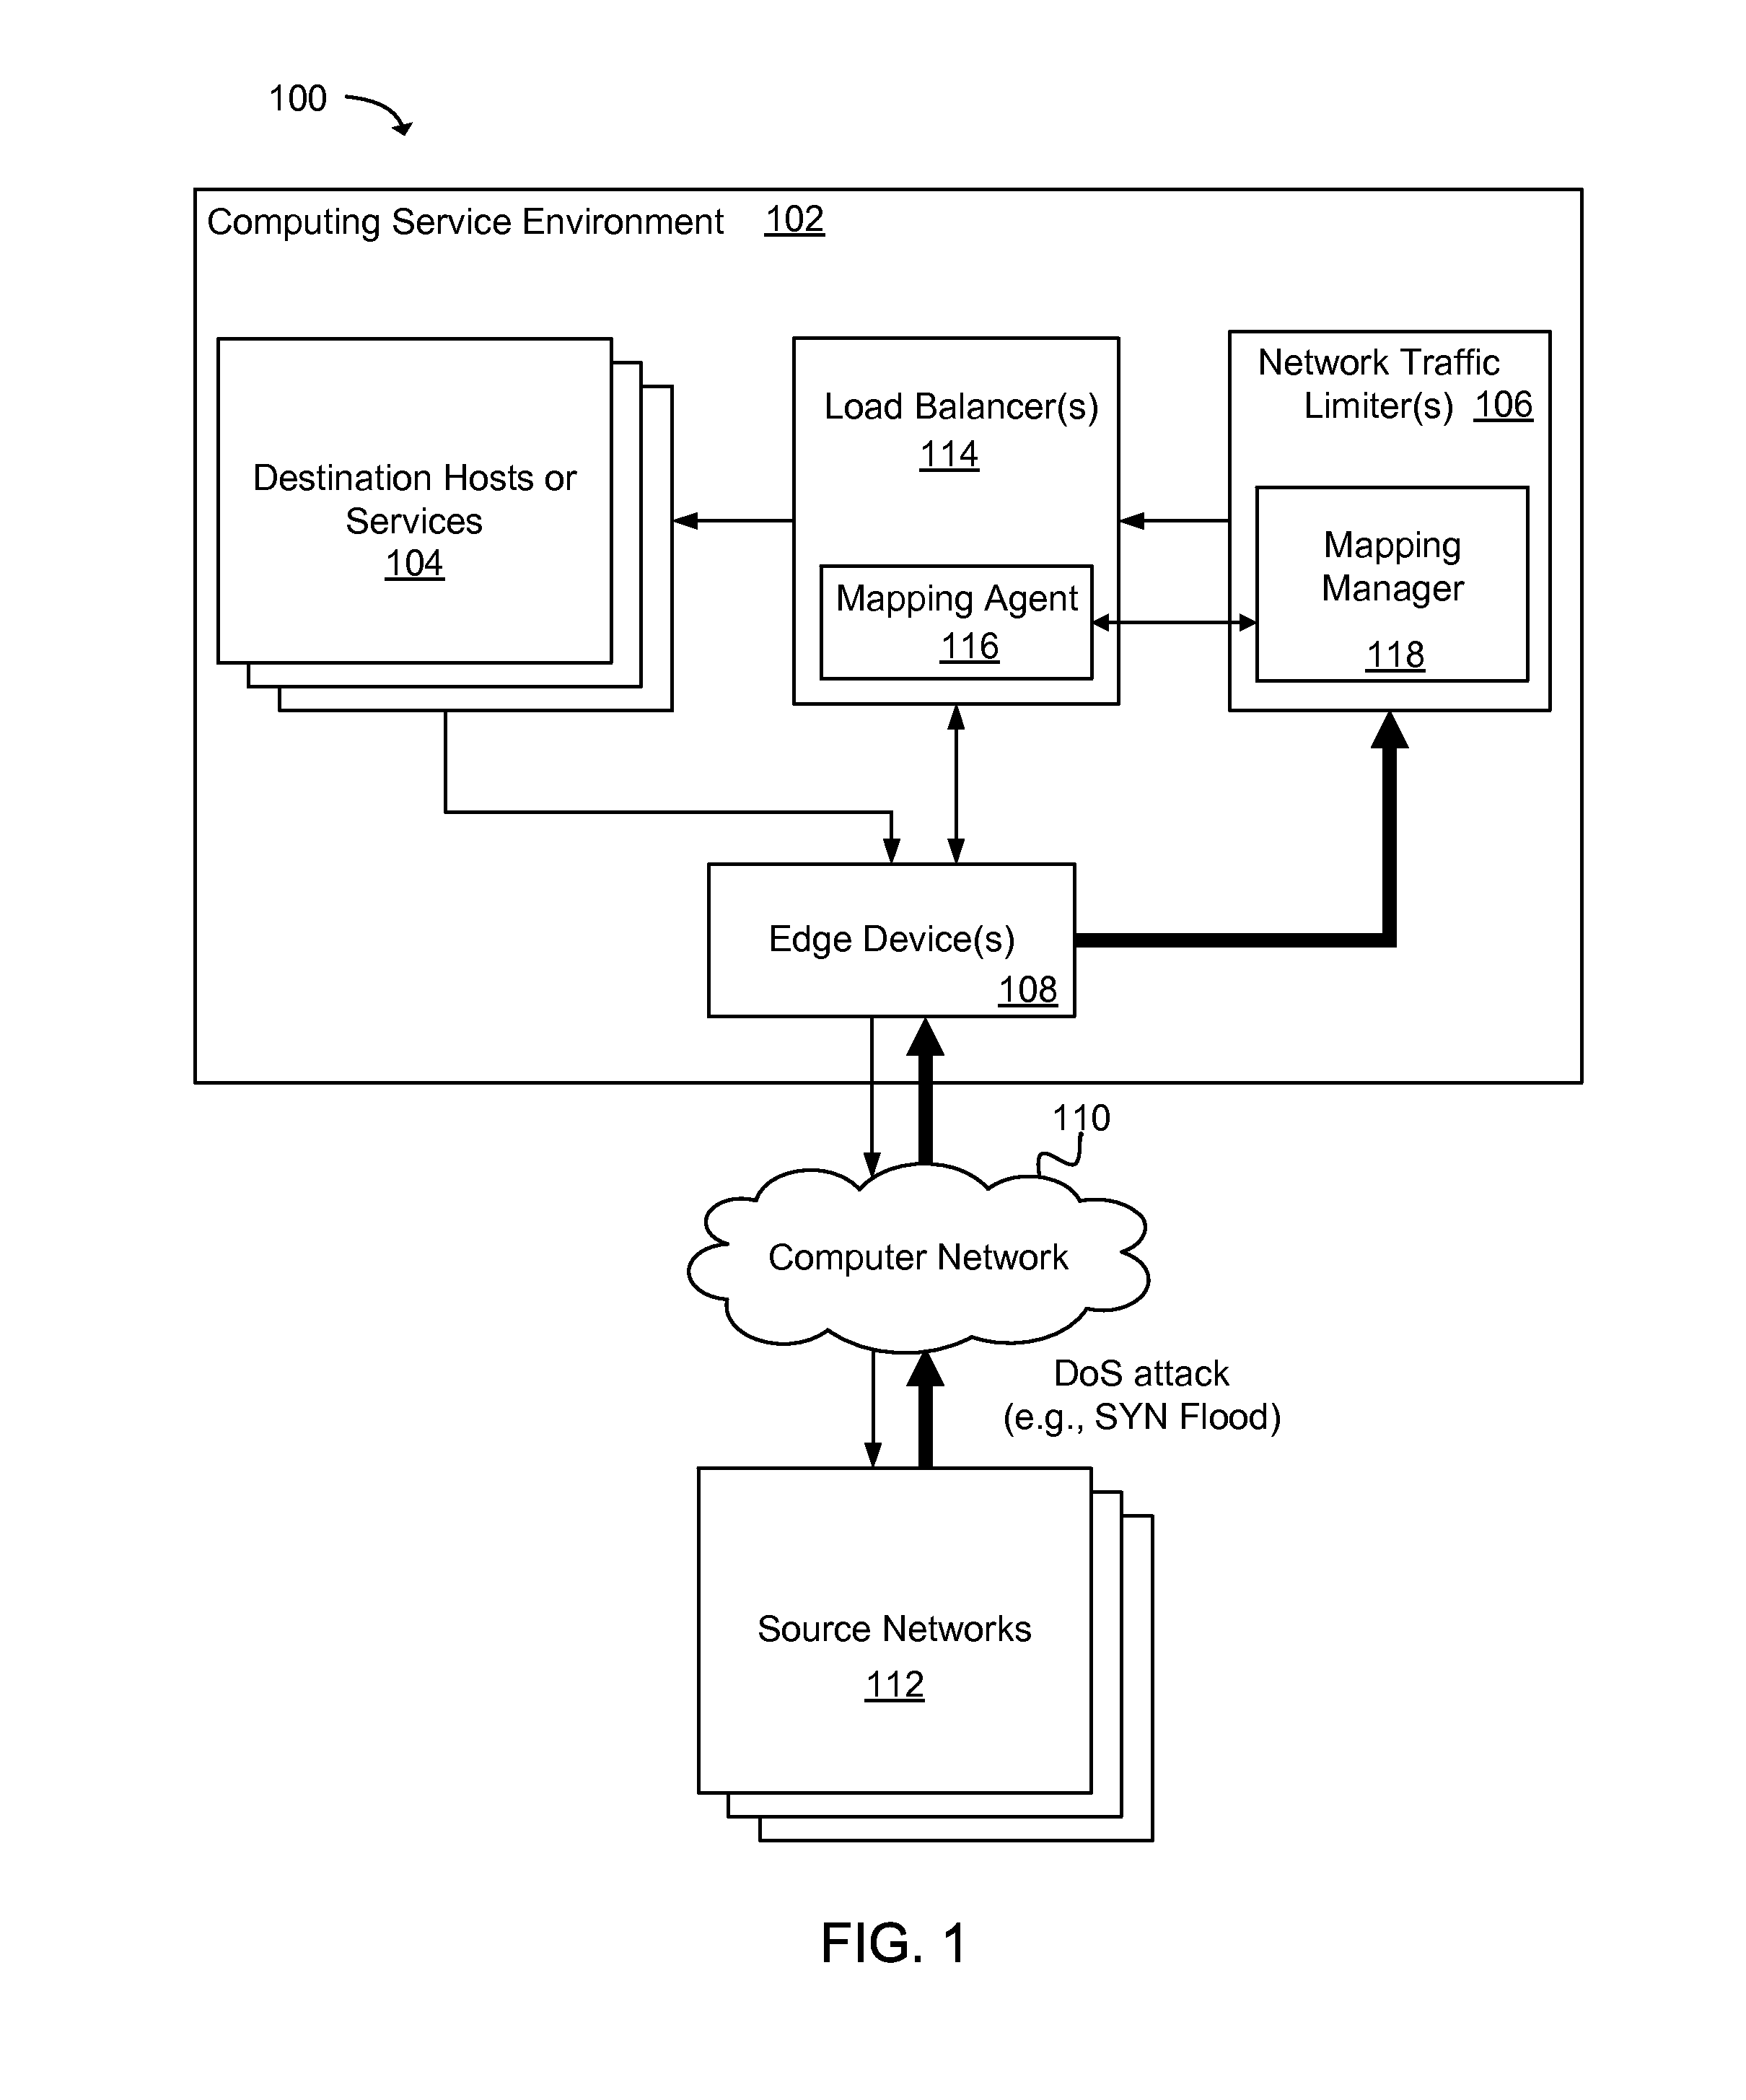 100
Computing Service Environment 102
Destination Hosts or
Services
104
Load Balancer(s)
114
Mapping Agent
116
Network Traffic
Limiter(s) 106
Mapping
Manager
118
Edge Device(s)
108
110
Computer Network
DoS attack
(e.g., SYN Flood)
Source Networks
112
FIG. 1